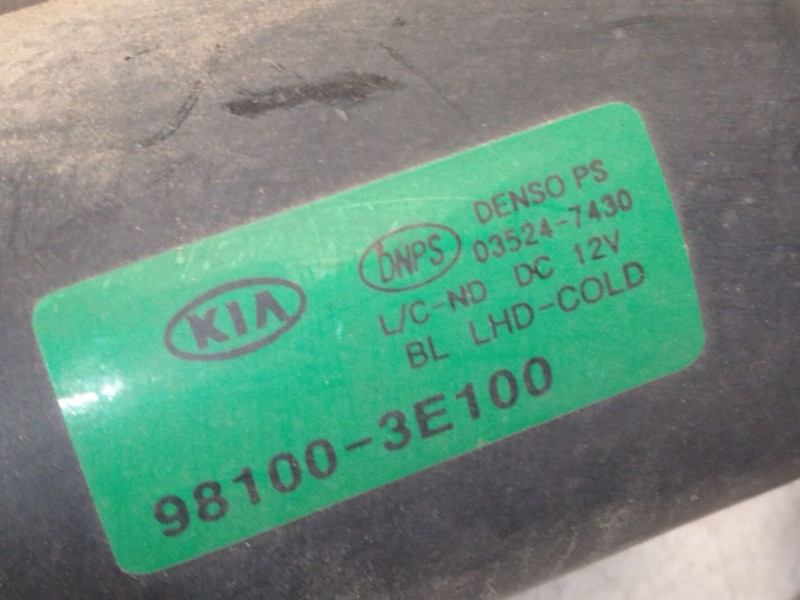 KIA
DNPS
DENSO PS
03524-7430
L/C-ND DC 12V
BL LHD-COLD
98100-3E100